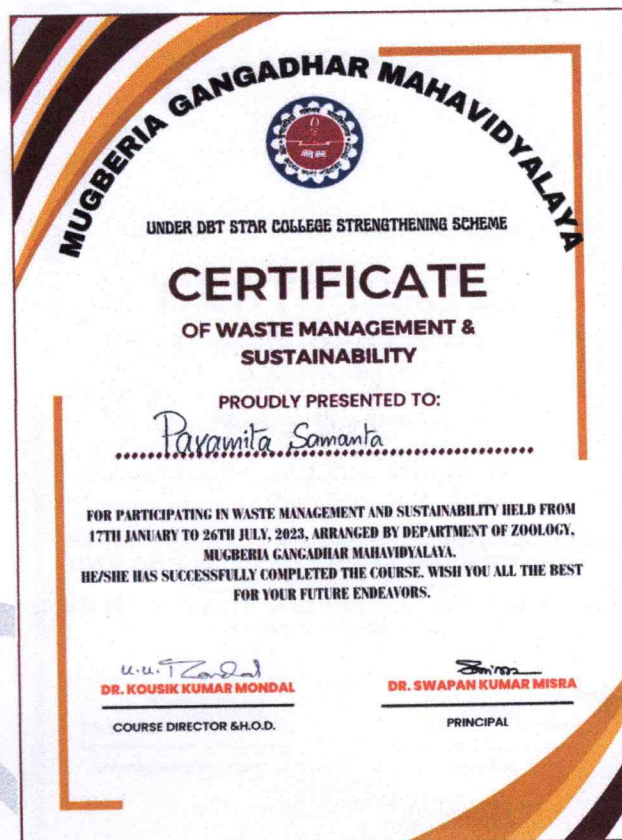 MUGBERIA GANGADHAR MAHAVIDYALAYA
UNDER DBT STAR COLLEGE STRENGTHENING SCHEME
CERTIFICATE
OF WASTE MANAGEMENT &
SUSTAINABILITY
PROUDLY PRESENTED TO:
Paramita Samanta
FOR PARTICIPATING IN WASTE MANAGEMENT AND SUSTAINABILITY HELD FROM
17TH JANUARY TO 26TH JULY, 2023, ARRANGED BY DEPARTMENT OF ZOOLOGY,
MUGBERIA GANGADHAR MAHAVIDYALAYA.
HE/SHE HAS SUCCESSFULLY COMPLETED THE COURSE. WISH YOU ALL THE BEST
FOR YOUR FUTURE ENDEAVORS.
DR. KOUSIK KUMAR MONDAL
COURSE DIRECTOR &H.O.D.
DR. SWAPAN KUMAR MISRA
PRINCIPAL